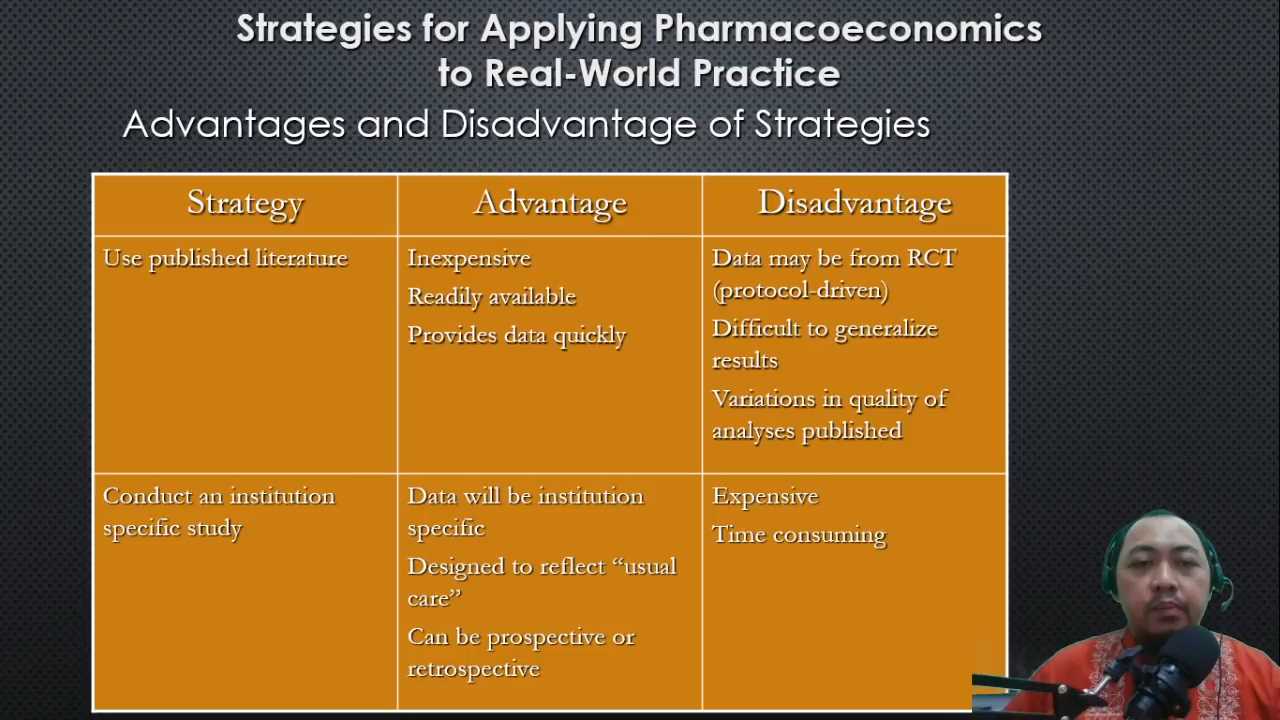 Strategies for Applying Pharmacoeconomics
to Real-World Practice
Advantages and Disadvantage of Strategies
Strategy
Advantage
Disadvantage
Use published literature
Inexpensive
Readily available
Provides data quickly
Data may be from RCT
(protocol-driven)
Difficult to generalize
results
Variations in quality of
analyses published
Conduct an institution
specific study
Data will be institution
specific
Designed to reflect “usual
care”
Can be prospective or
retrospective
Expensive
Time consuming